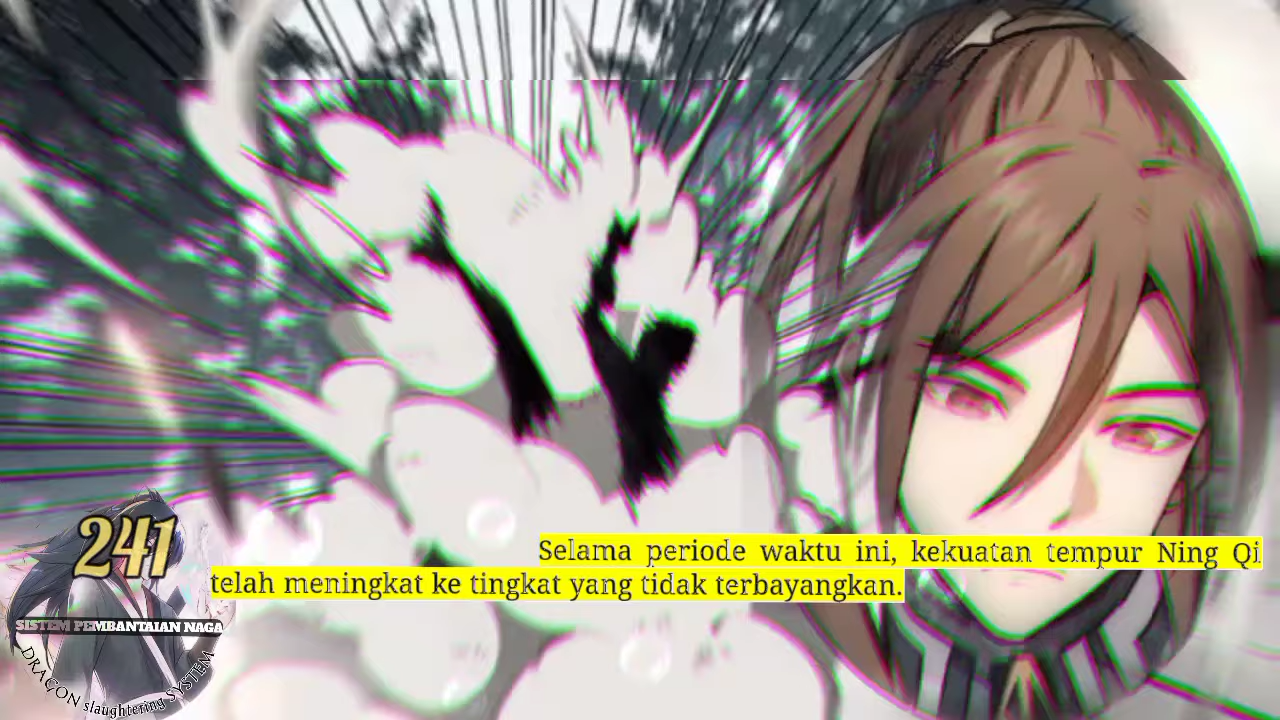 Selama periode waktu ini, kekuatan tempur Ning Qi
telah meningkat ke tingkat yang tidak terbayangkan.
241
SISTEM PEMBANTAIAN NAGA
DRAGON slaughtering SYSTEM